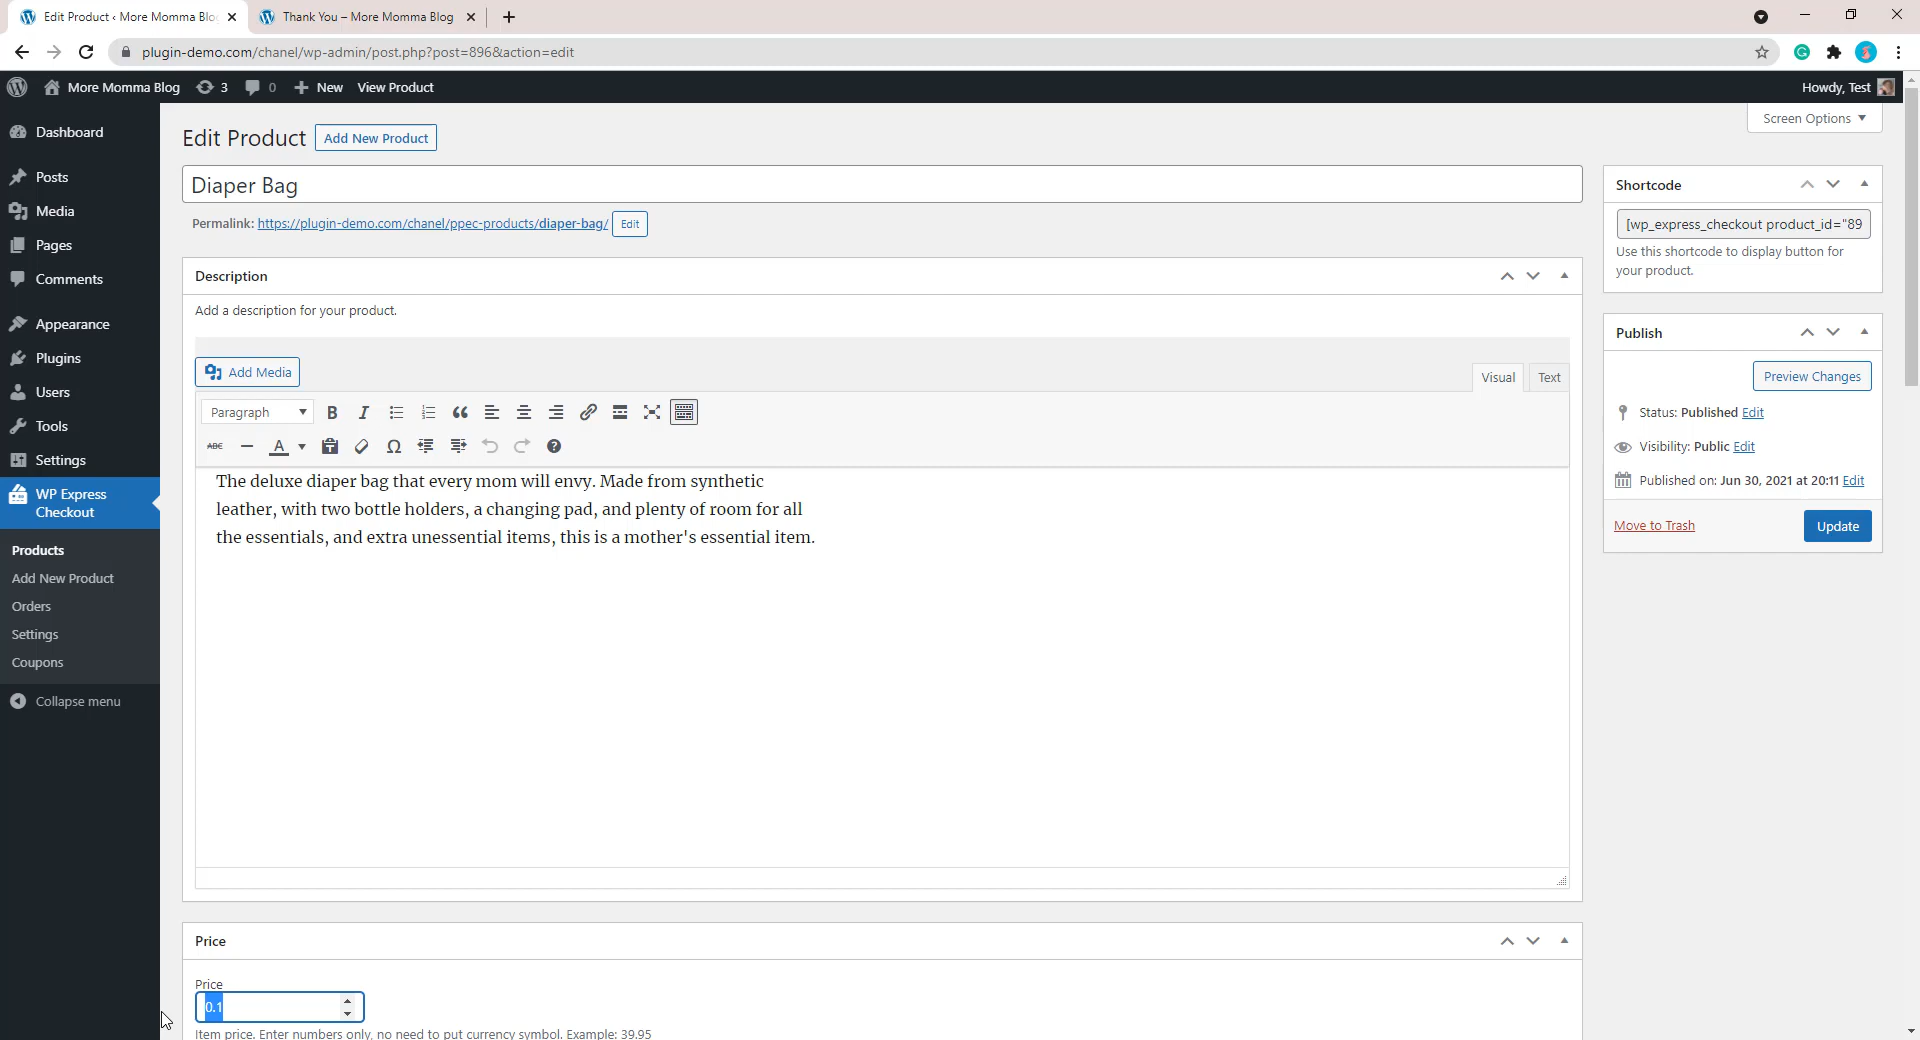 Edit Product ‹ More Momma Blo
Thank You – More Momma Blog
plugin-demo.com/chanel/wp-admin/post.php?post=896&action=edit
More Momma Blog
3
0
New
View Product
Howdy, Test
Screen Options
Dashboard
Posts
Media
Pages
Comments
Appearance
Plugins
Users
Tools
Settings
WP Express
Checkout
Products
Add New Product
Orders
Settings
Coupons
Collapse menu
Edit Product
Add New Product
Diaper Bag
Permalink: https://plugin-demo.com/chanel/ppec-products/diaper-bag/ Edit
Description
Add a description for your product.
Add Media
Visual
Text
Paragraph
B
I
ABC
A
Ω
The deluxe diaper bag that every mom will envy. Made from synthetic
leather, with two bottle holders, a changing pad, and plenty of room for all
the essentials, and extra unessential items, this is a mother's essential item.
Price
Price
0.1
Item price. Enter numbers only, no need to put currency symbol. Example: 39.95
Shortcode
[wp_express_checkout product_id="89
Use this shortcode to display button for
your product.
Publish
Preview Changes
Status: Published Edit
Visibility: Public Edit
Published on: Jun 30, 2021 at 20:11 Edit
Move to Trash
Update